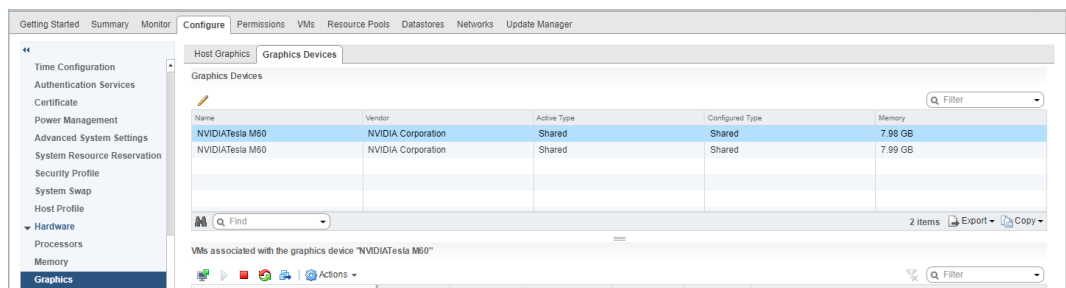 Getting Started Summary Monitor Configure Permissions VMs Resource Pools Datastores Networks Update Manager
Time Configuration
Authentication Services
Certificate
Power Management
Advanced System Settings
System Resource Reservation
Security Profile
System Swap
Host Profile
Hardware
Processors
Memory
Graphics
Host Graphics Graphics Devices
Graphics Devices
Filter
Name Vendor Active Type Configured Type Memory
NVIDIATesla M60 NVIDIA Corporation Shared Shared 7.98 GB
NVIDIATesla M60 NVIDIA Corporation Shared Shared 7.99 GB
Find 2 items Export Copy
VMs associated with the graphics device "NVIDIATesla M60"
Actions Filter